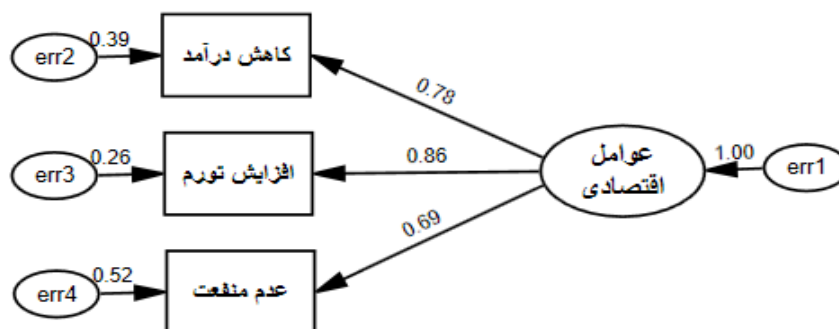 err2
0.39
کاهش درآمد
0.78
err3
0.26
افزایش تورم
0.86
عوامل
اقتصادی
1.00
err1
err4
0.52
عدم منفعت
0.69